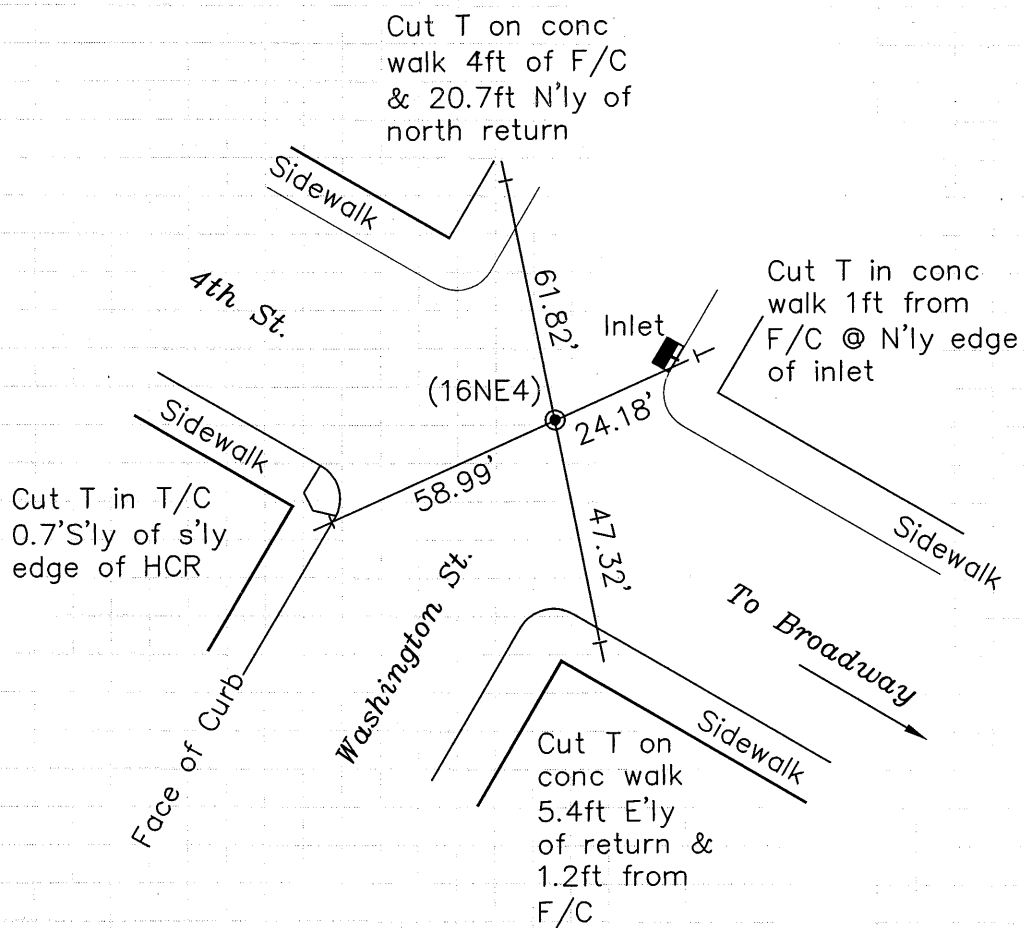 Cut T on conc
walk 4ft of F/C
& 20.7ft N'ly of
north return
Sidewalk
4th St.
61.82'
Inlet
Cut T in conc
walk 1ft from
F/C @ N'ly edge
of inlet
(16NE4)
24.18'
Sidewalk
58.99'
Cut T in T/C
0.7'S'ly of s'ly
edge of HCR
47.32'
Sidewalk
To Broadway
Washington St.
Face of Curb
Sidewalk
Cut T on
conc walk
5.4ft E'ly
of return &
1.2ft from
F/C